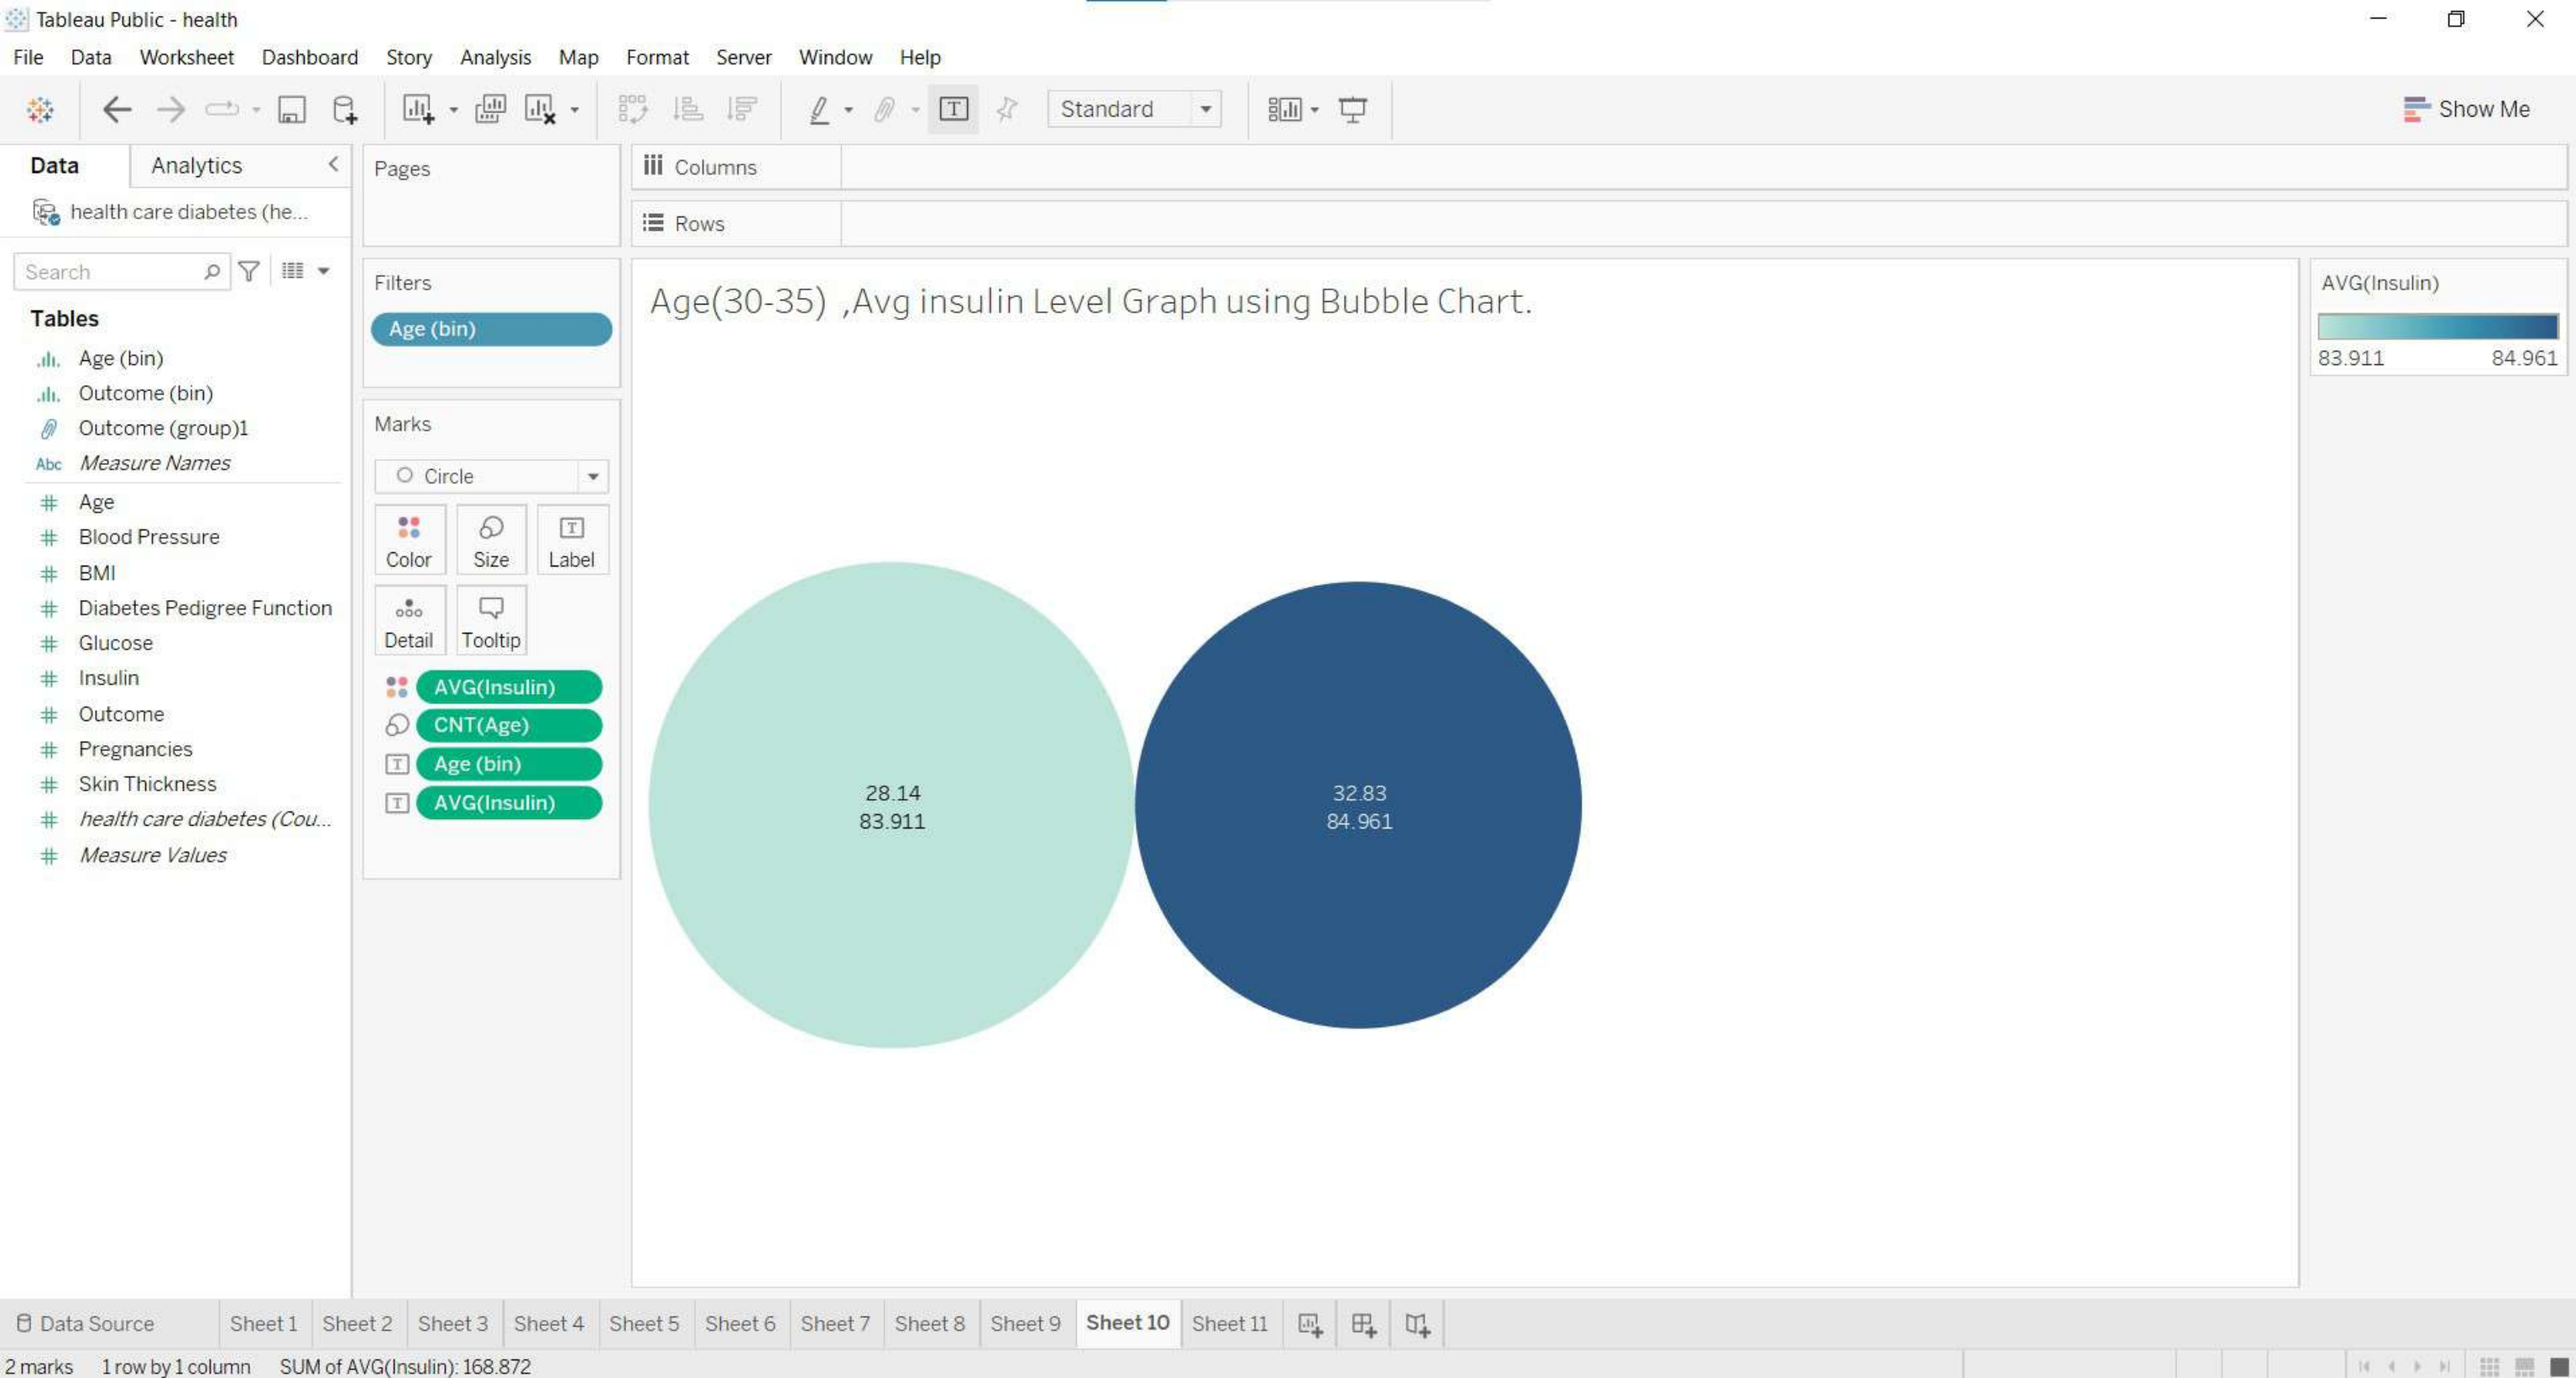 Tableau Public - health
File Data Worksheet Dashboard Story Analysis Map Format Server Window Help
Standard
Show Me
Data Analytics
health care diabetes (he...
Search
Tables
Age (bin)
Outcome (bin)
Outcome (group)1
Abc Measure Names
# Age
# Blood Pressure
# BMI
# Diabetes Pedigree Function
# Glucose
# Insulin
# Outcome
# Pregnancies
# Skin Thickness
# health care diabetes (Cou...
# Measure Values
Pages
Filters
Age (bin)
Marks
Circle
Color Size Label
Detail Tooltip
AVG(Insulin)
CNT(Age)
T Age (bin)
T AVG(Insulin)
Columns
Rows
Age(30-35) ,Avg insulin Level Graph using Bubble Chart.
28.14
83.911
32.83
84.961
AVG(Insulin)
83.911 84.961
Data Source Sheet 1 Sheet 2 Sheet 3 Sheet 4 Sheet 5 Sheet 6 Sheet 7 Sheet 8 Sheet 9 Sheet 10 Sheet 11
2 marks 1 row by 1 column SUM of AVG(Insulin): 168.872